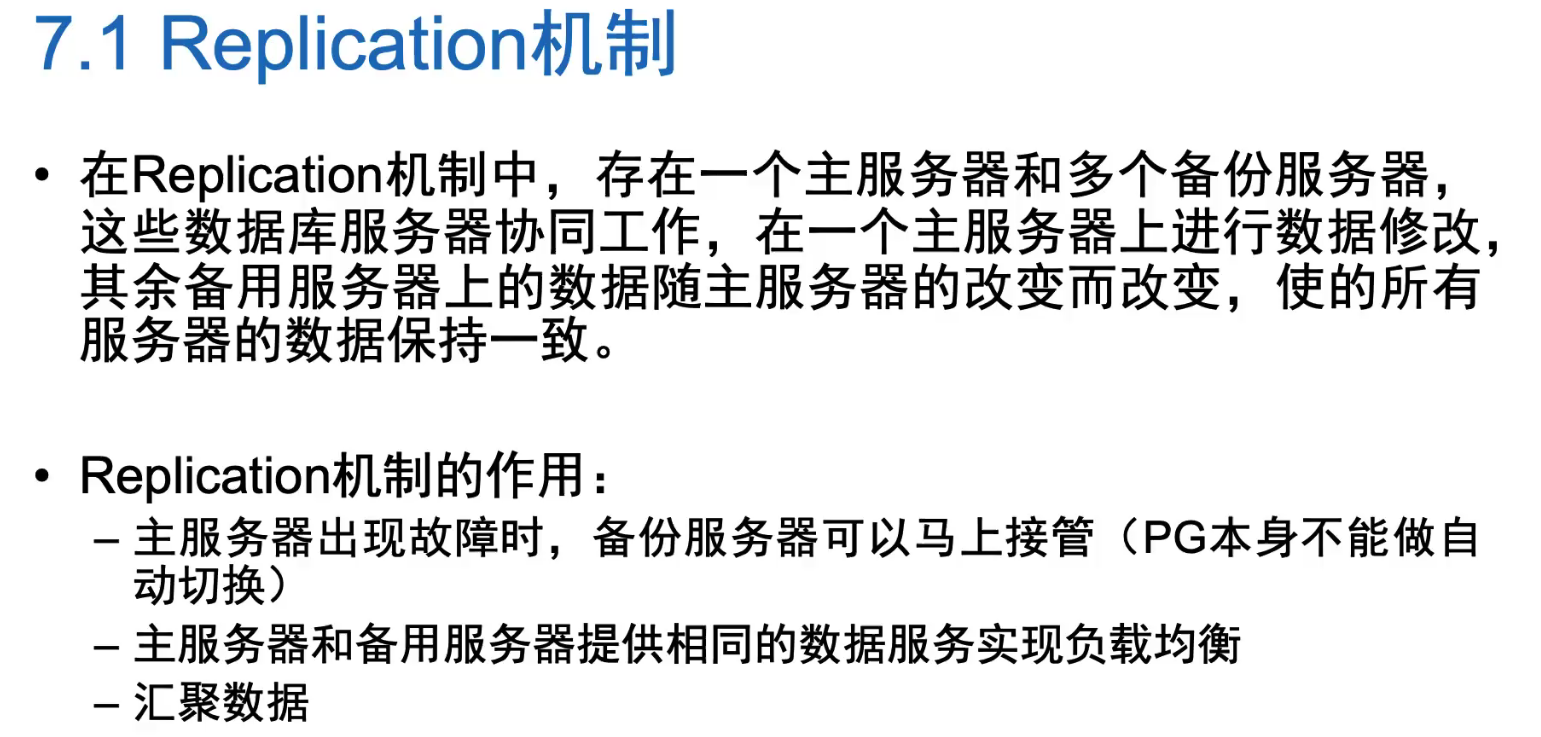 7.1 Replication机制
• 在Replication机制中，存在一个主服务器和多个备份服务器，
这些数据库服务器协同工作，在一个主服务器上进行数据修改，
其余备用服务器上的数据随主服务器的改变而改变，使的所有
服务器的数据保持一致。
• Replication机制的作用：
– 主服务器出现故障时，备份服务器可以马上接管（PG本身不能做自
动切换）
– 主服务器和备用服务器提供相同的数据服务实现负载均衡
– 汇聚数据